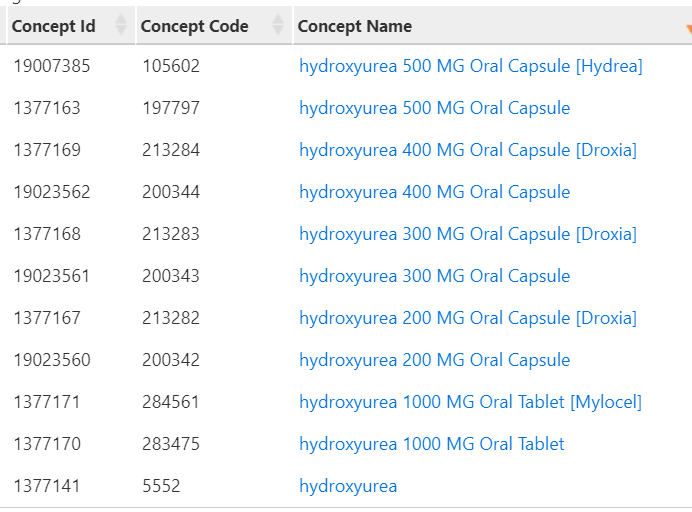 Concept Id Concept Code Concept Name
19007385 105602 hydroxyurea 500 MG Oral Capsule [Hydrea]
1377163 197797 hydroxyurea 500 MG Oral Capsule
1377169 213284 hydroxyurea 400 MG Oral Capsule [Droxia]
19023562 200344 hydroxyurea 400 MG Oral Capsule
1377168 213283 hydroxyurea 300 MG Oral Capsule [Droxia]
19023561 200343 hydroxyurea 300 MG Oral Capsule
1377167 213282 hydroxyurea 200 MG Oral Capsule [Droxia]
19023560 200342 hydroxyurea 200 MG Oral Capsule
1377171 284561 hydroxyurea 1000 MG Oral Tablet [Mylocel]
1377170 283475 hydroxyurea 1000 MG Oral Tablet
1377141 5552 hydroxyurea